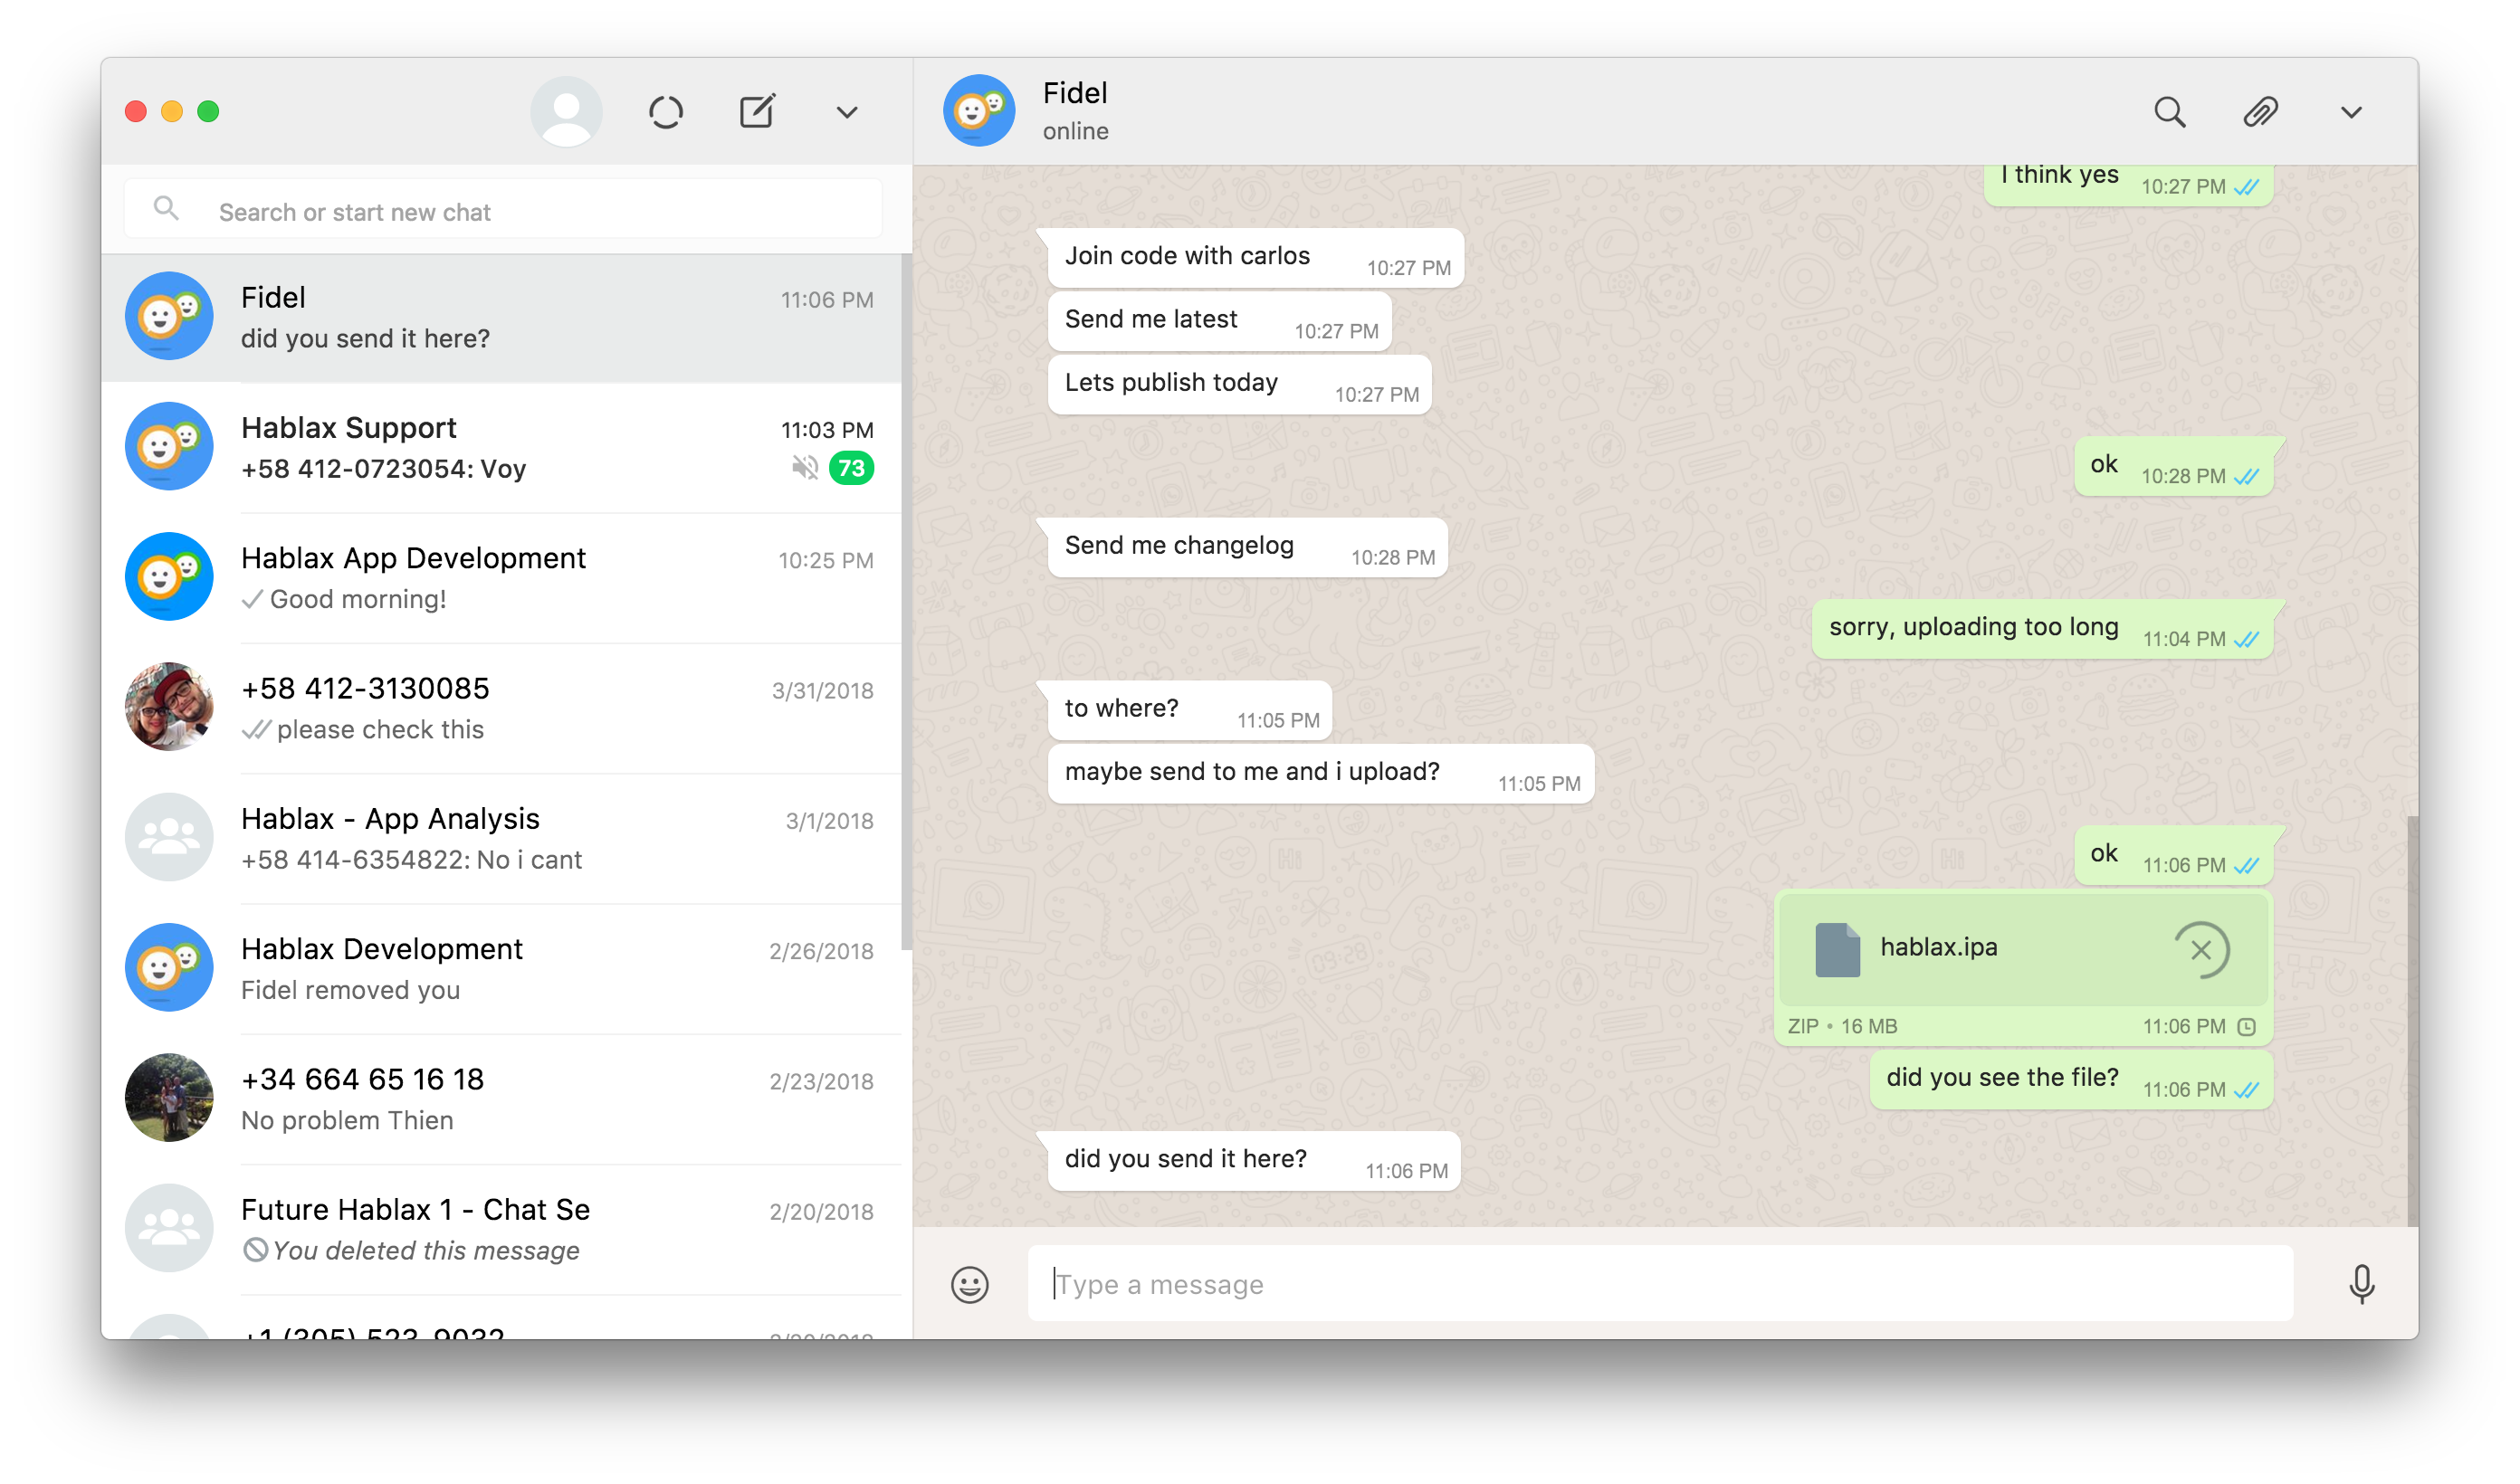 Search or start new chat
Fidel
11:06 PM
did you send it here?
Hablax Support
11:03 PM
+58 412-0723054: Voy
73
Hablax App Development
10:25 PM
Good morning!
+58 412-3130085
3/31/2018
please check this
Hablax - App Analysis
3/1/2018
+58 414-6354822: No i cant
Hablax Development
2/26/2018
Fidel removed you
+34 664 65 16 18
2/23/2018
No problem Thien
Future Hablax 1 - Chat Se
2/20/2018
You deleted this message
+1 (305) 523-9032
2/20/2018
Fidel
online
I think yes 10:27 PM
Join code with carlos 10:27 PM
Send me latest 10:27 PM
Lets publish today 10:27 PM
ok 10:28 PM
Send me changelog 10:28 PM
sorry, uploading too long 11:04 PM
to where? 11:05 PM
maybe send to me and i upload? 11:05 PM
ok 11:06 PM
hablax.ipa
ZIP • 16 MB 11:06 PM
did you see the file? 11:06 PM
did you send it here? 11:06 PM
Type a message